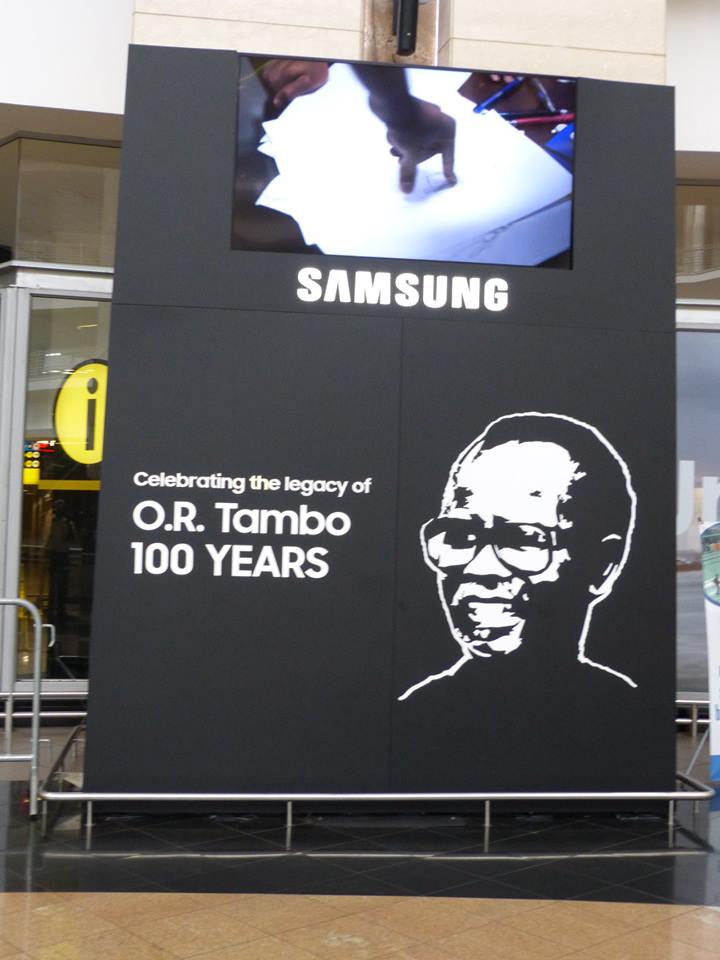 SAMSUNG
i
Celebrating the legacy of
O.R. Tambo
100 YEARS